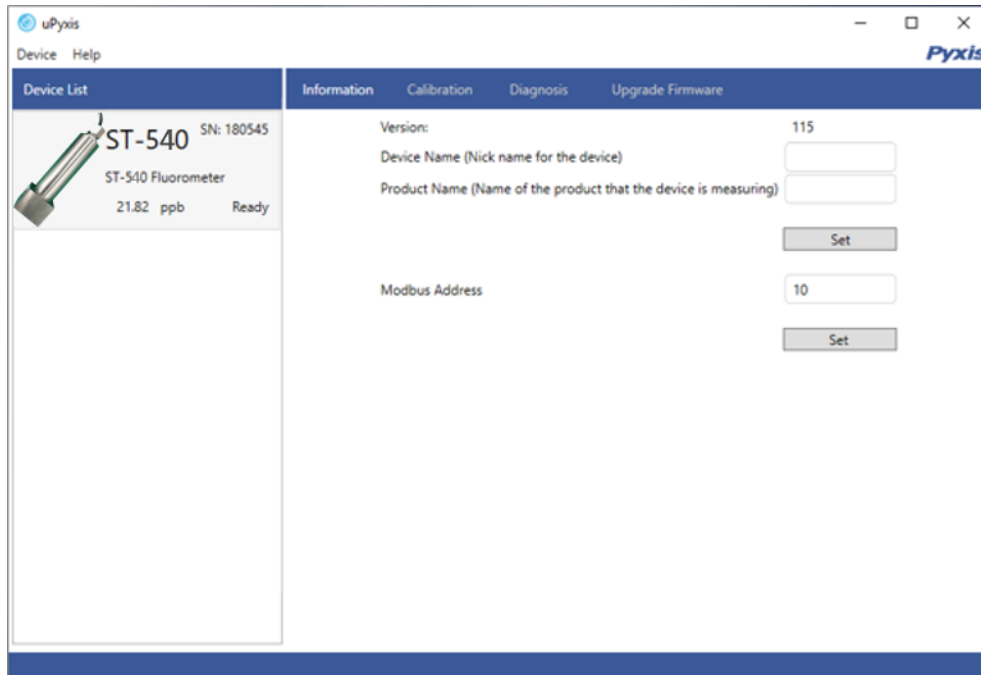 uPyxis
Device Help
Pyxis
Device List
Information Calibration Diagnosis Upgrade Firmware
ST-540 SN: 180545
ST-540 Fluorometer
21.82 ppb Ready
Version: 115
Device Name (Nick name for the device)
Product Name (Name of the product that the device is measuring)
Set
Modbus Address 10
Set